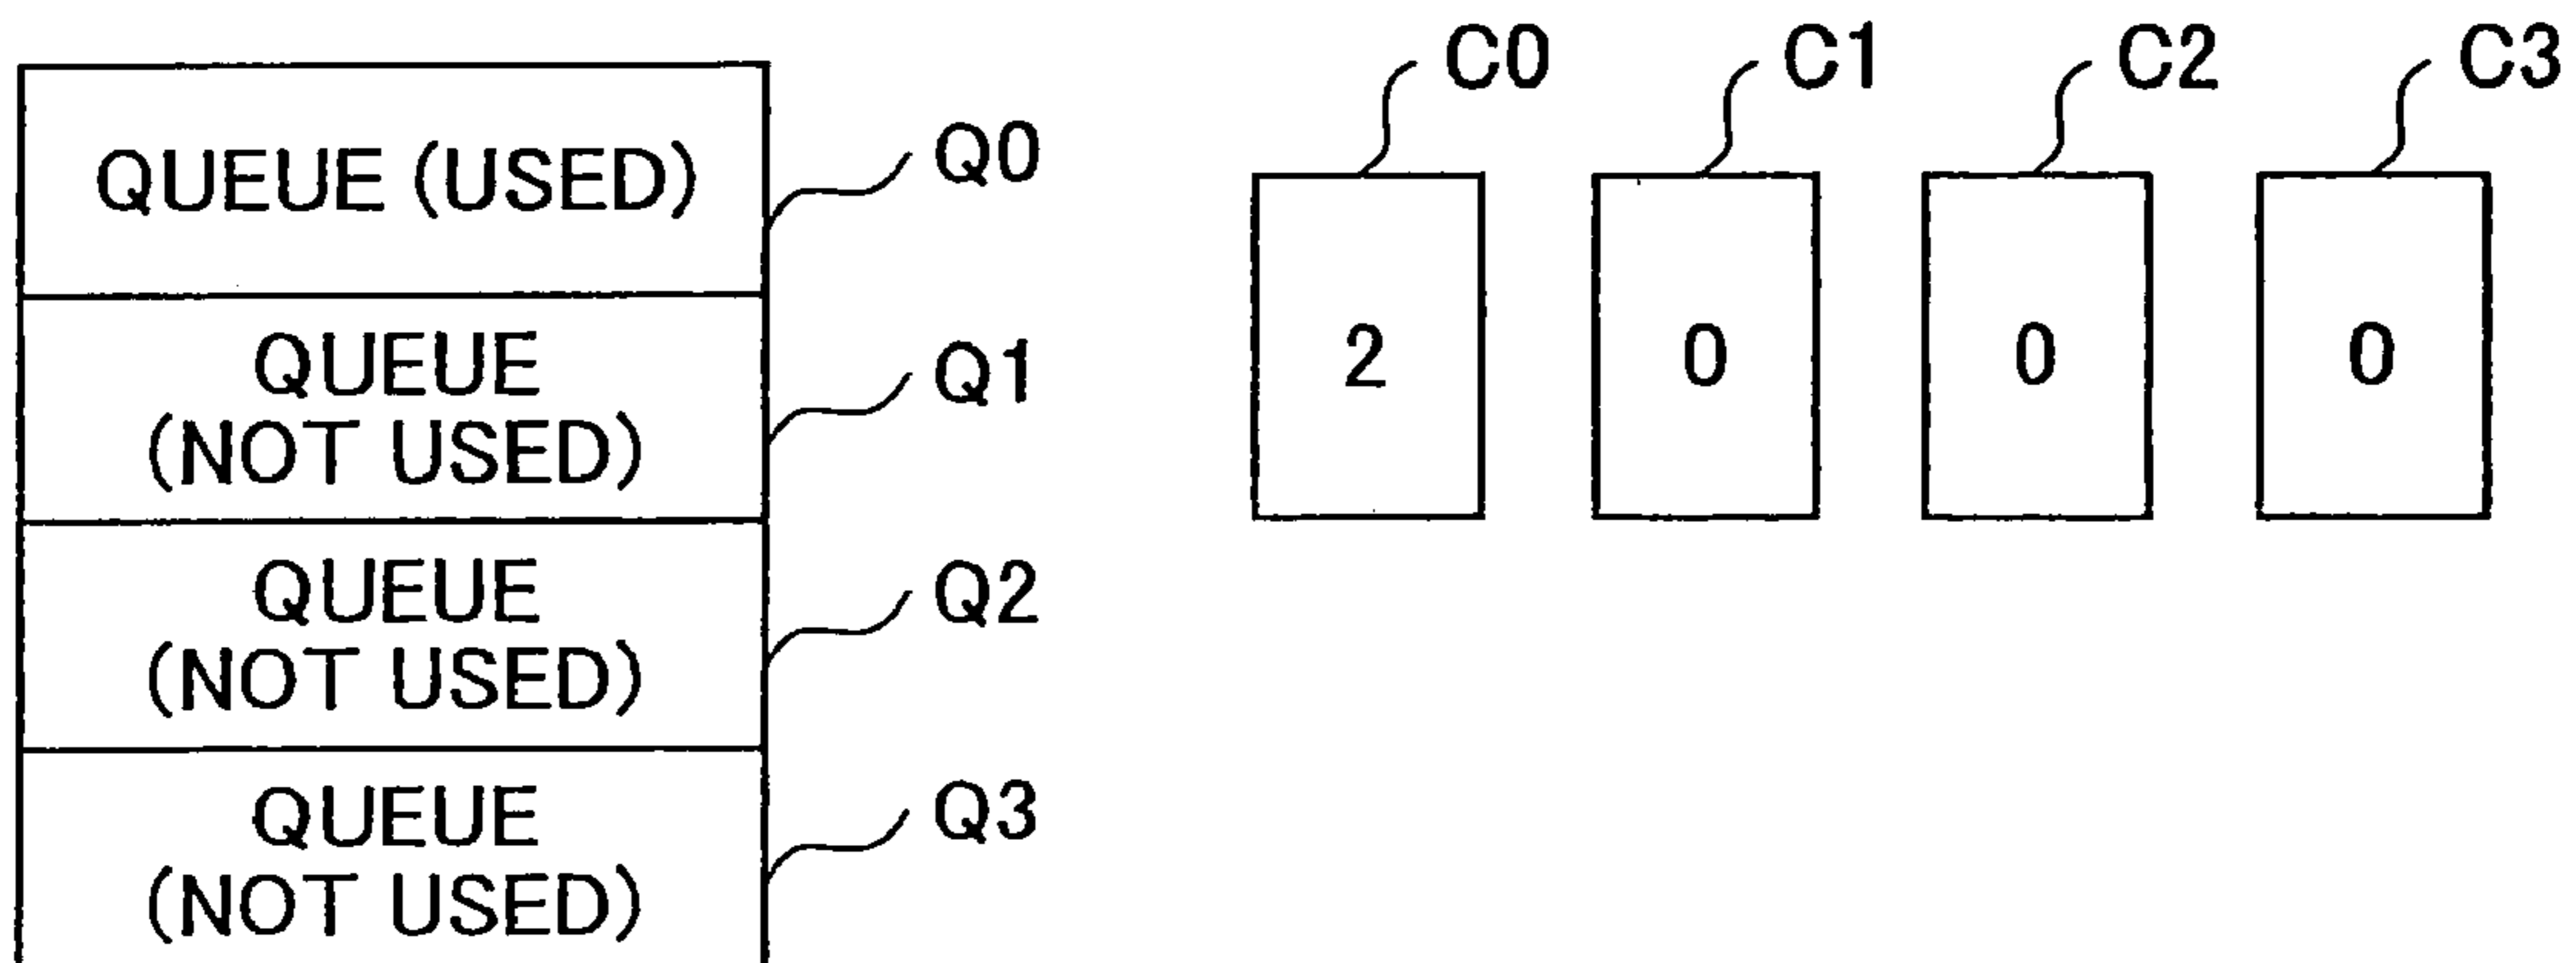 QUEUE (USED)
Q0
QUEUE
(NOT USED)
Q1
QUEUE
(NOT USED)
Q2
QUEUE
(NOT USED)
Q3
C0 C1 C2 C3
2 0 0 0